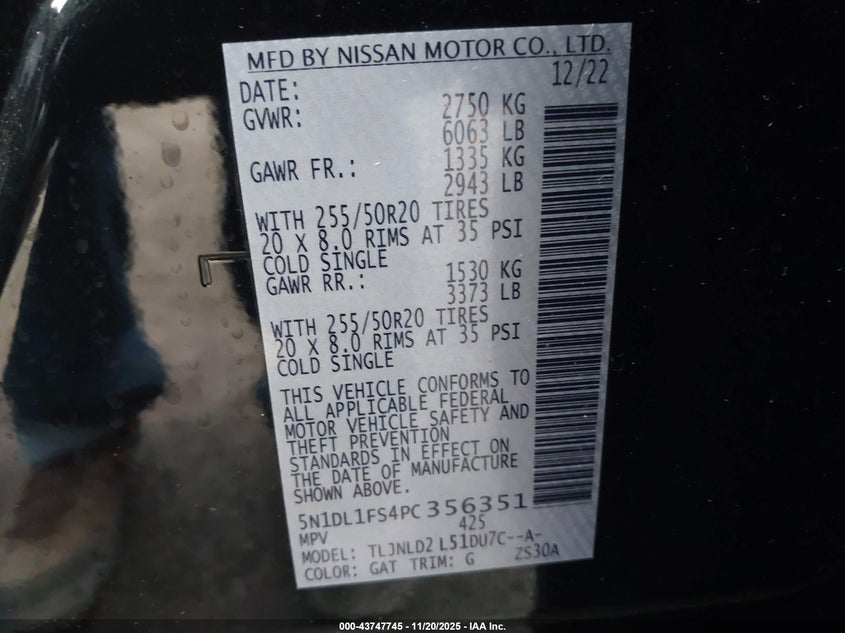 MFD BY NISSAN MOTOR CO., LTD.
DATE: 12/22
GVWR: 2750 KG
6063 LB
GAWR FR.: 1335 KG
2943 LB
WITH 255/50R20 TIRES
20 X 8.0 RIMS AT 35 PSI
COLD SINGLE
GAWR RR.: 1530 KG
3373 LB
WITH 255/50R20 TIRES
20 X 8.0 RIMS AT 35 PSI
COLD SINGLE
THIS VEHICLE CONFORMS TO
ALL APPLICABLE FEDERAL
MOTOR VEHICLE SAFETY AND
THEFT PREVENTION
STANDARDS IN EFFECT ON
THE DATE OF MANUFACTURE
SHOWN ABOVE.
5N1DL1FS4PC356351
MPV 425
MODEL: TLJNLD2 L51DU7C--A-
COLOR: GAT TRIM: G ZS30A
000-43747745 - 11/20/2025 - IAA Inc.